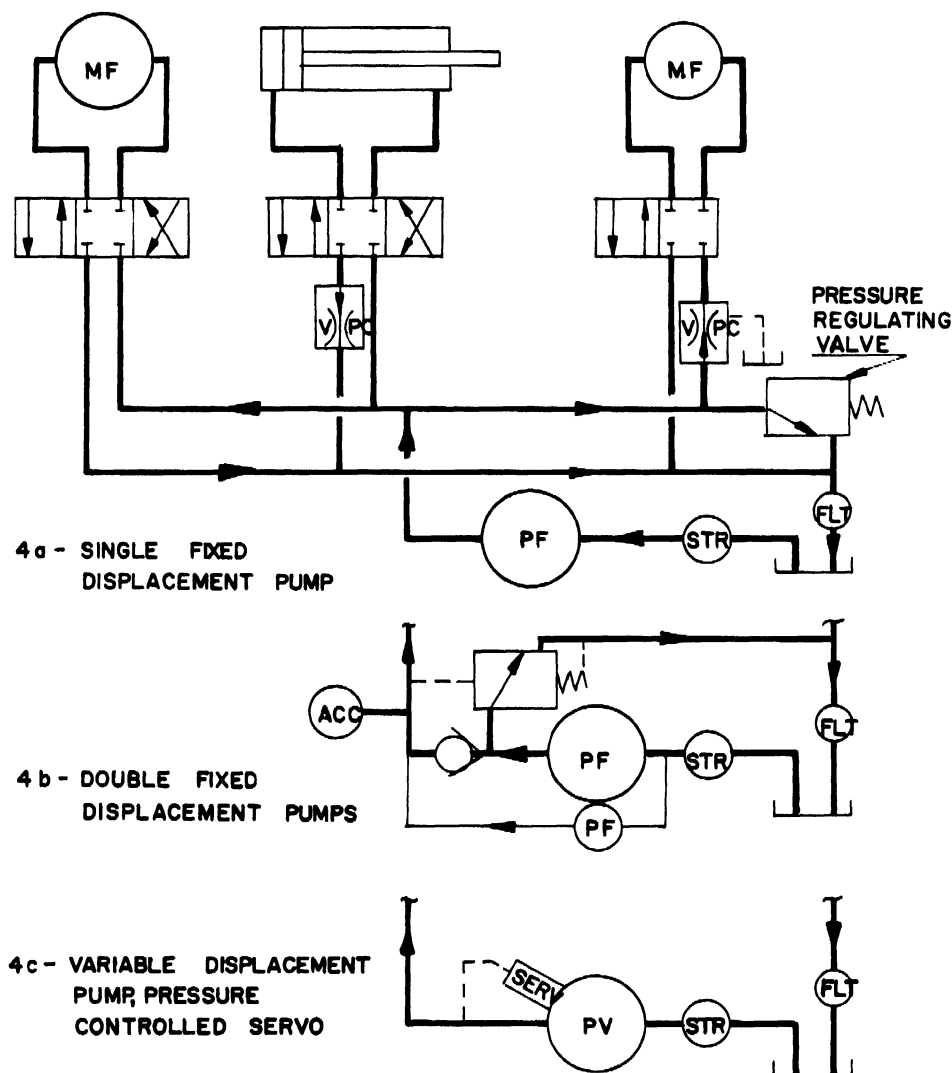 MF
MF
V PC
V PC
PRESSURE
REGULATING
VALVE
FLT
PF
STR
4a - SINGLE FIXED
DISPLACEMENT PUMP
ACC
FLT
PF
STR
4b - DOUBLE FIXED
DISPLACEMENT PUMPS
PF
4c - VARIABLE DISPLACEMENT
PUMP, PRESSURE
CONTROLLED SERVO
SERV
FLT
PV
STR